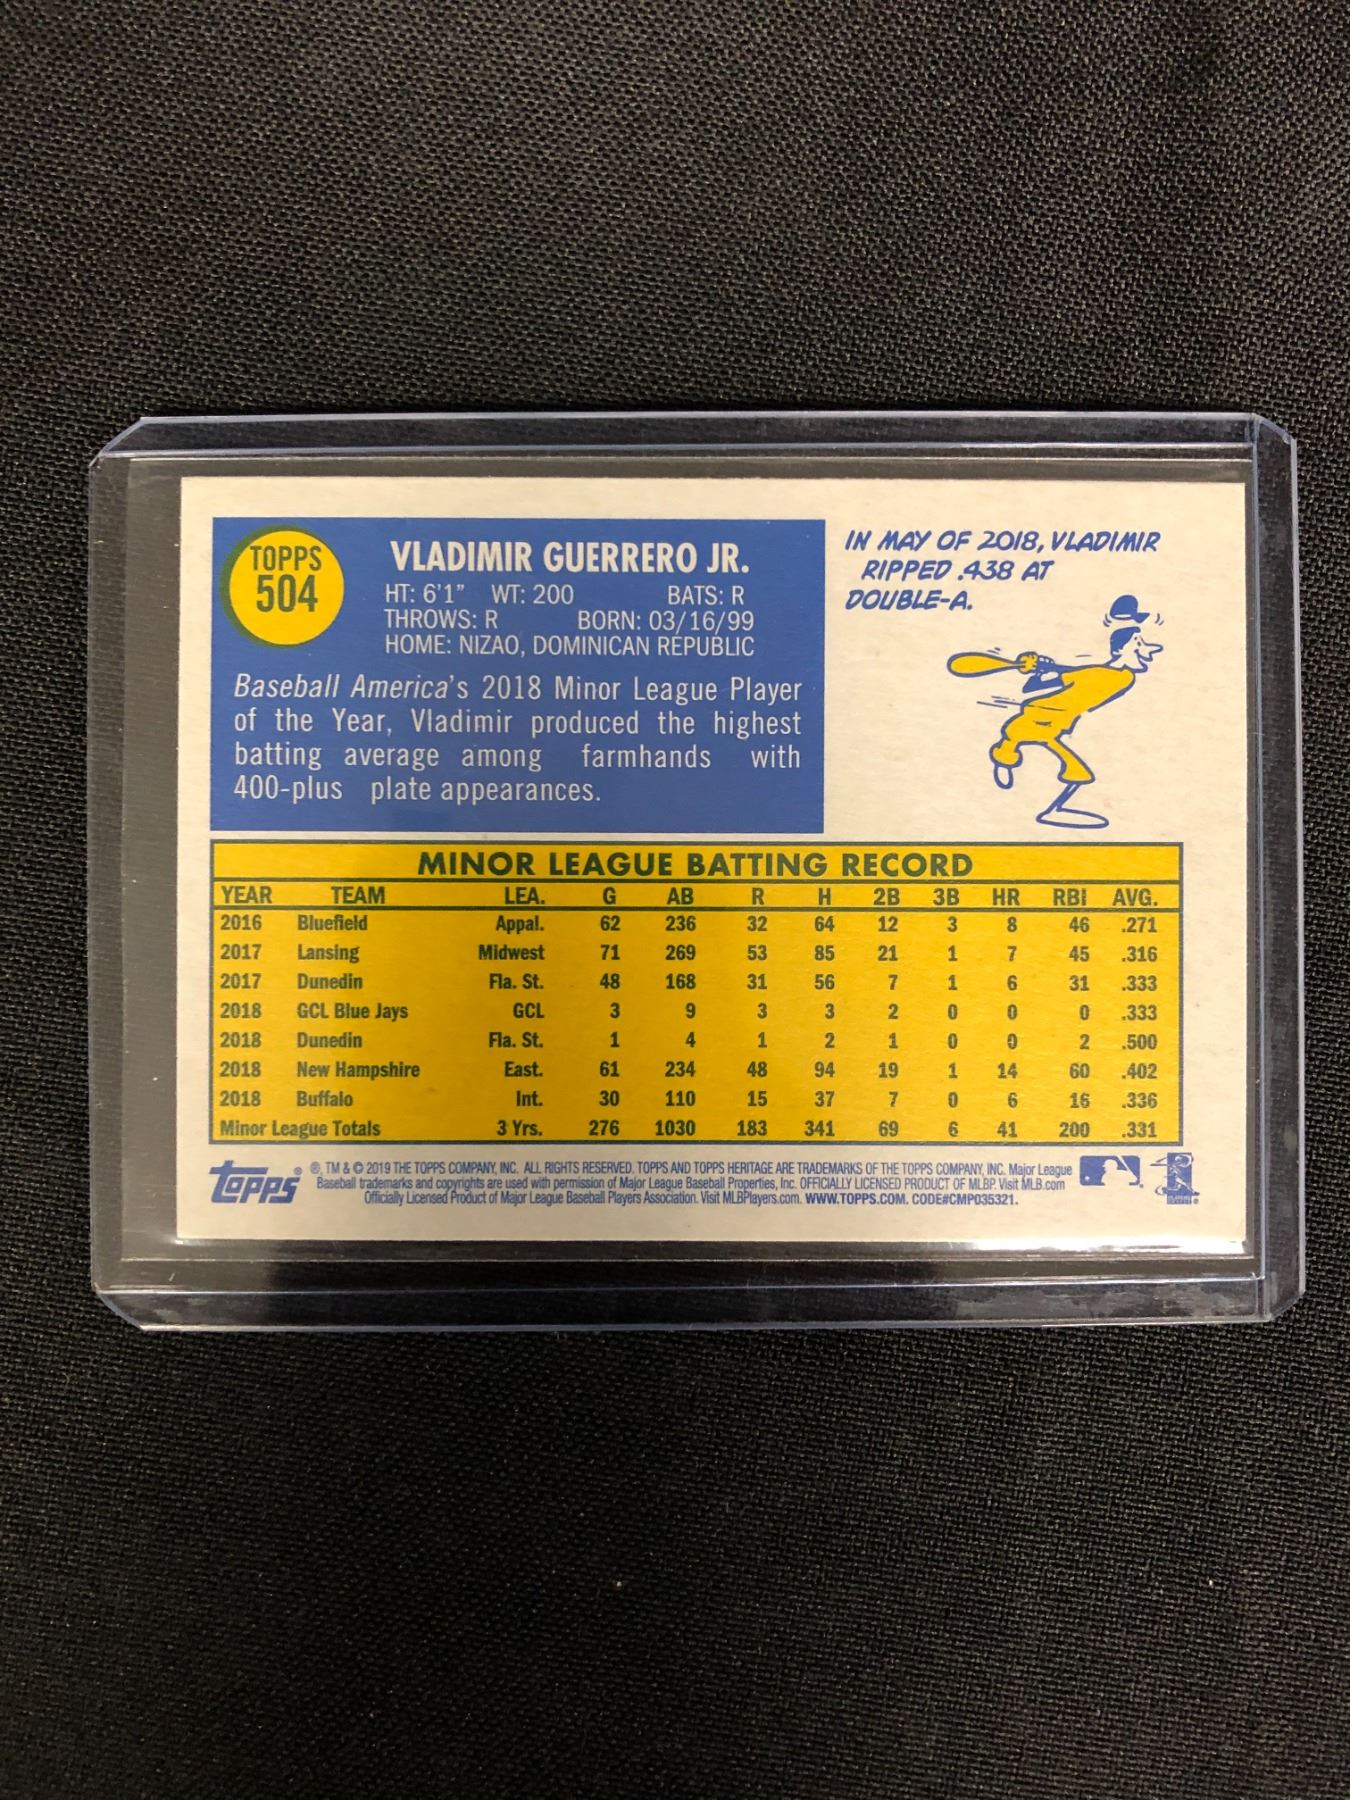 TOPPS
504
VLADIMIR GUERRERO JR.
HT: 6'1" WT: 200 BATS: R
THROWS: R BORN: 03/16/99
HOME: NIZAO, DOMINICAN REPUBLIC
Baseball America's 2018 Minor League Player
of the Year, Vladimir produced the highest
batting average among farmhands with
400-plus plate appearances.
IN MAY OF 2018, VLADIMIR
RIPPED .438 AT
DOUBLE-A.
MINOR LEAGUE BATTING RECORD
YEAR TEAM LEA. G AB R H 2B 3B HR RBI AVG.
2016 Bluefield Appal. 62 236 32 64 12 3 8 46 .271
2017 Lansing Midwest 71 269 53 85 21 1 7 45 .316
2017 Dunedin Fla. St. 48 168 31 56 7 1 6 31 .333
2018 GCL Blue Jays GCL 3 9 3 3 2 0 0 0 .333
2018 Dunedin Fla. St. 1 4 1 2 1 0 0 2 .500
2018 New Hampshire East. 61 234 48 94 19 1 14 60 .402
2018 Buffalo Int. 30 110 15 37 7 0 6 16 .336
Minor League Totals 3 Yrs. 276 1030 183 341 69 6 41 200 .331
Topps ®
®, TM & © 2019 THE TOPPS COMPANY, INC. ALL RIGHTS RESERVED. TOPPS AND TOPPS HERITAGE ARE TRADEMARKS OF THE TOPPS COMPANY, INC. Major League
Baseball trademarks and copyrights are used with permission of Major League Baseball Properties, Inc. OFFICIALLY LICENSED PRODUCT OF MLBP. Visit MLB.com
Officially Licensed Product of Major League Baseball Players Association. Visit MLBPlayers.com. WWW.TOPPS.COM. CODE#CMP035321.